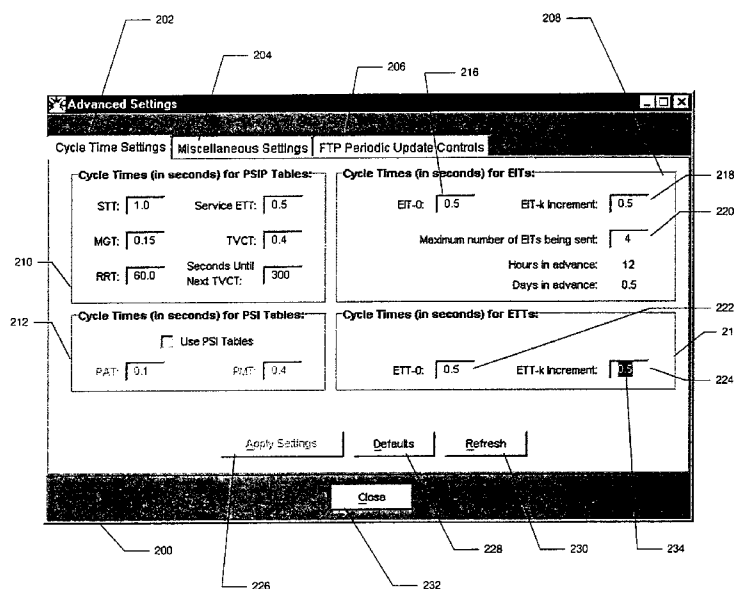 202
208
204
206
216
Advanced Settings
Cycle Time Settings Miscellaneous Settings FTP Periodic Update Controls
Cycle Times (in seconds) for PSIP Tables:
STT: 1.0 Service ETT: 0.5
MGT: 0.15 TVCT: 0.4
RRT: 60.0 Seconds Until Next TVCT: 300
Cycle Times (in seconds) for EITs:
EIT-0: 0.5 EIT-k Increment: 0.5
Maximum number of EITs being sent: 4
Hours in advance: 12
Days in advance: 0.5
218
220
210
222
212
Cycle Times (in seconds) for PSI Tables:
Use PSI Tables
PAT: 0.1 PMT: 0.4
Cycle Times (in seconds) for ETTs:
ETT-0: 0.5 ETT-k Increment: 0.5
21
224
Apply Settings Defaults Refresh
Close
200
226
232
228
230
234